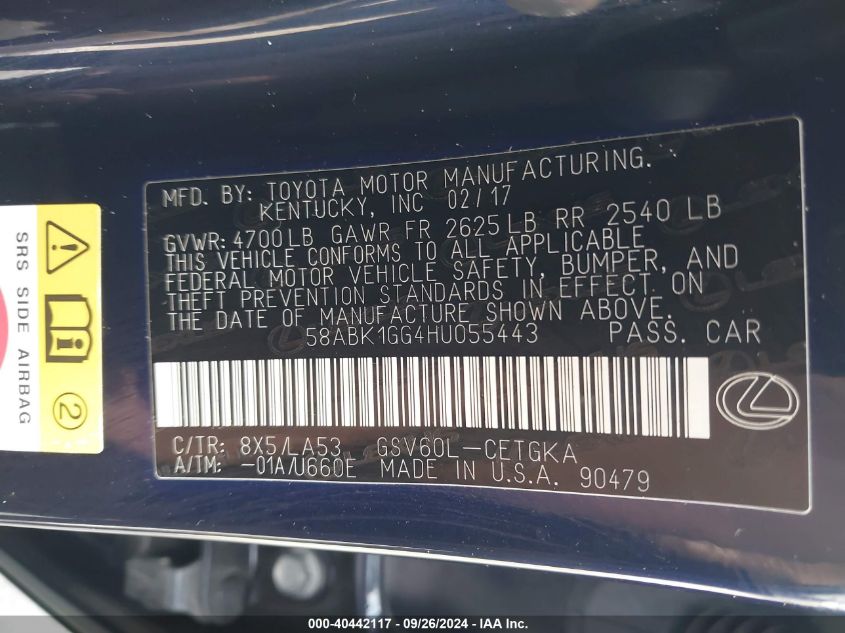 MFD. BY: TOYOTA MOTOR MANUFACTURING.
KENTUCKY, INC 02/17
GVWR: 4700LB GAWR FR 2625LB RR 2540 LB
THIS VEHICLE CONFORMS TO ALL APPLICABLE
FEDERAL MOTOR VEHICLE SAFETY, BUMPER, AND
THEFT PREVENTION STANDARDS IN EFFECT ON
THE DATE OF MANUFACTURE SHOWN ABOVE.
58ABK1GG4HU055443 PASS. CAR
C/TR: 8X5/LA53 GSV60L-CETGKA
A/TM: -01A/U660E MADE IN U.S.A. 90479
SRS SIDE AIRBAG
2
000-40442117 - 09/26/2024 - IAA Inc.